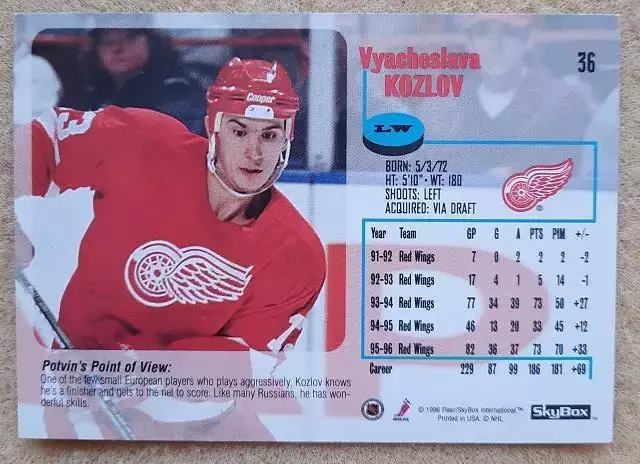 Vyacheslava
KOZLOV
36
LW
BORN: 5/3/72
HT: 5'10" · WT: 180
SHOOTS: LEFT
ACQUIRED: VIA DRAFT
Cooper
13
Year Team GP G A PTS PIM +/-
91-92 Red Wings 7 0 2 2 2 -2
92-93 Red Wings 17 4 1 5 14 -1
93-94 Red Wings 77 34 39 73 50 +27
94-95 Red Wings 46 13 20 33 45 +12
95-96 Red Wings 82 36 37 73 70 +33
Career 229 87 99 186 181 +69
Potvin's Point of View:
One of the few small European players who plays aggressively, Kozlov knows
he's a finisher and gets to the net to score. Like many Russians, he has won-
derful skills.
NHL
© 1996 Fleer/SkyBox International.™
Printed in USA. © NHL
SkyBox™